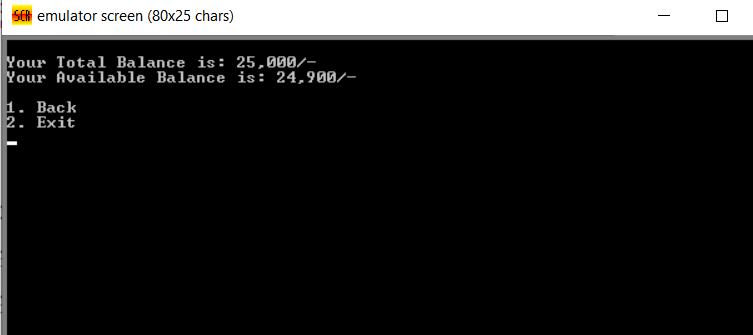 SCR emulator screen (80x25 chars)
Your Total Balance is: 25,000/-
Your Available Balance is: 24,900/-
1. Back
2. Exit